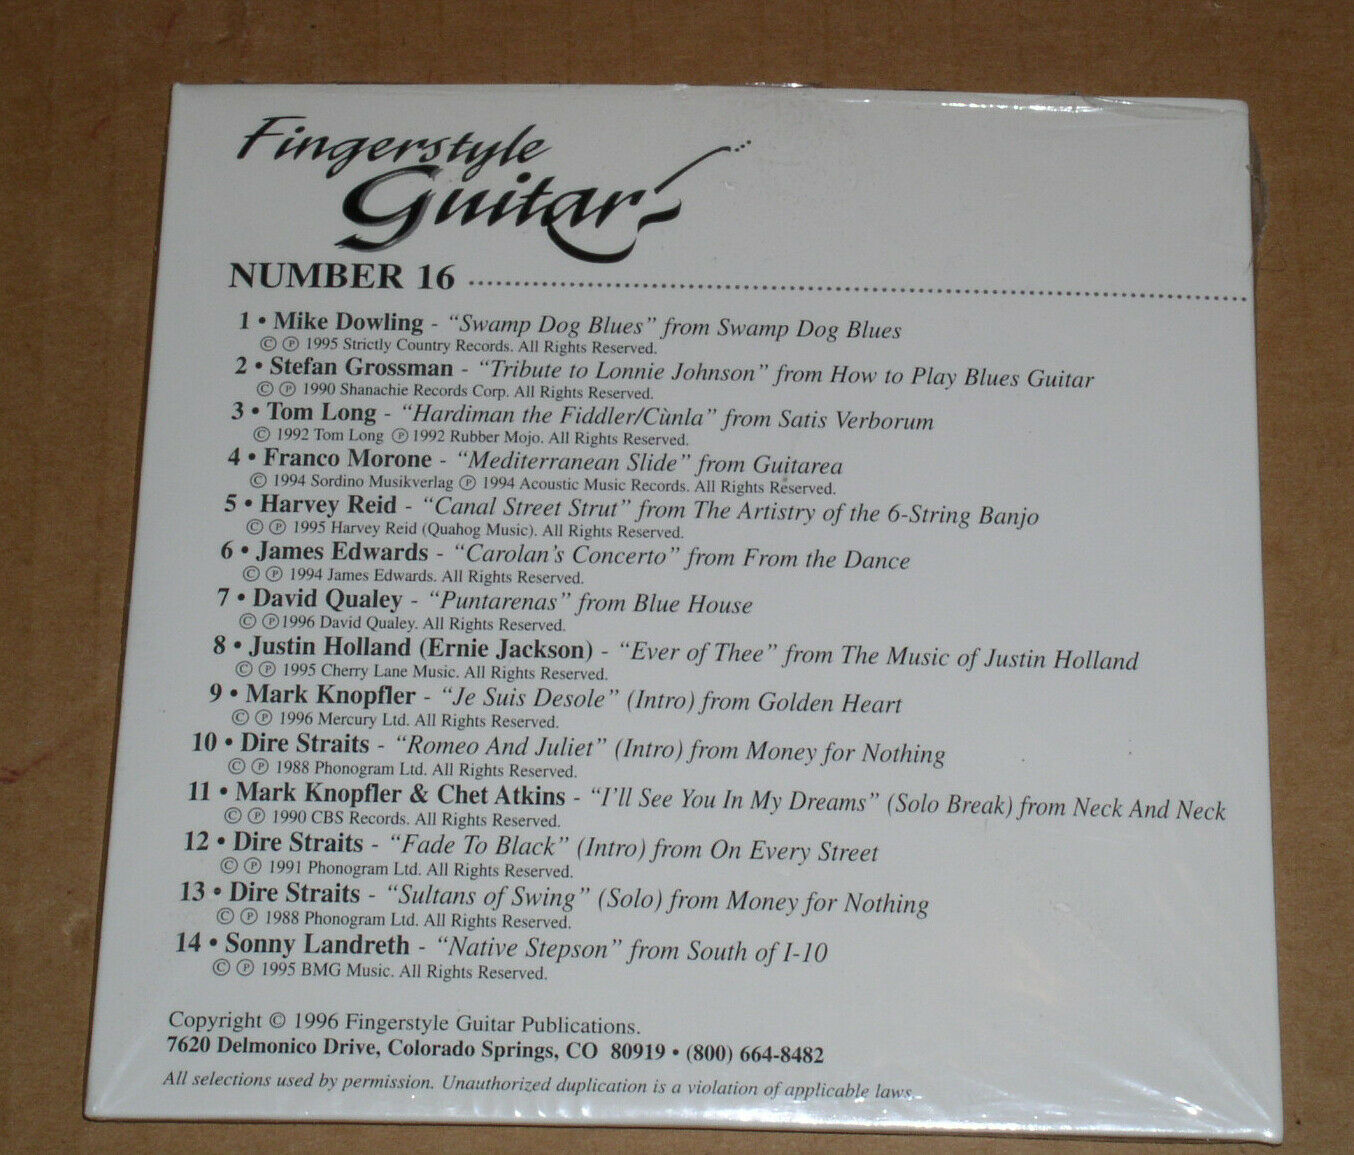 Fingerstyle
Guitar
NUMBER 16
1 • Mike Dowling - “Swamp Dog Blues” from Swamp Dog Blues
© ℗ 1995 Strictly Country Records. All Rights Reserved.
2 • Stefan Grossman - “Tribute to Lonnie Johnson” from How to Play Blues Guitar
© ℗ 1990 Shanachie Records Corp. All Rights Reserved.
3 • Tom Long - “Hardiman the Fiddler/Cùnla” from Satis Verborum
© 1992 Tom Long ℗ 1992 Rubber Mojo. All Rights Reserved.
4 • Franco Morone - “Mediterranean Slide” from Guitarea
© 1994 Sordino Musikverlag ℗ 1994 Acoustic Music Records. All Rights Reserved.
5 • Harvey Reid - “Canal Street Strut” from The Artistry of the 6-String Banjo
© ℗ 1995 Harvey Reid (Quahog Music). All Rights Reserved.
6 • James Edwards - “Carolan's Concerto” from From the Dance
© ℗ 1994 James Edwards. All Rights Reserved.
7 • David Qualey - “Puntarenas” from Blue House
© ℗ 1996 David Qualey. All Rights Reserved.
8 • Justin Holland (Ernie Jackson) - “Ever of Thee” from The Music of Justin Holland
© ℗ 1995 Cherry Lane Music. All Rights Reserved.
9 • Mark Knopfler - “Je Suis Desole” (Intro) from Golden Heart
© ℗ 1996 Mercury Ltd. All Rights Reserved.
10 • Dire Straits - “Romeo And Juliet” (Intro) from Money for Nothing
© ℗ 1988 Phonogram Ltd. All Rights Reserved.
11 • Mark Knopfler & Chet Atkins - “I'll See You In My Dreams” (Solo Break) from Neck And Neck
© ℗ 1990 CBS Records. All Rights Reserved.
12 • Dire Straits - “Fade To Black” (Intro) from On Every Street
© ℗ 1991 Phonogram Ltd. All Rights Reserved.
13 • Dire Straits - “Sultans of Swing” (Solo) from Money for Nothing
© ℗ 1988 Phonogram Ltd. All Rights Reserved.
14 • Sonny Landreth - “Native Stepson” from South of I-10
© ℗ 1995 BMG Music. All Rights Reserved.
Copyright © 1996 Fingerstyle Guitar Publications.
7620 Delmonico Drive, Colorado Springs, CO 80919 • (800) 664-8482
All selections used by permission. Unauthorized duplication is a violation of applicable laws.